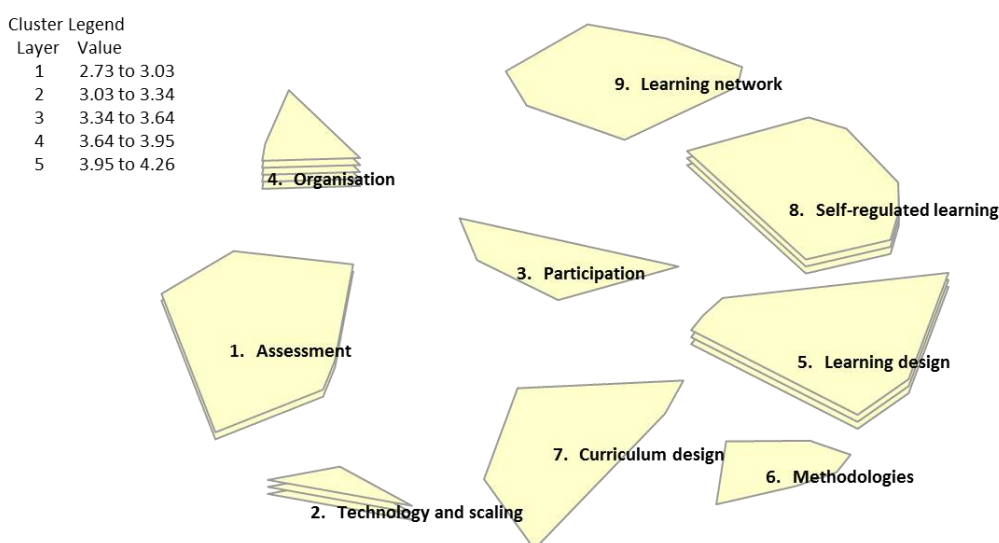 Cluster Legend
Layer Value
1 2.73 to 3.03
2 3.03 to 3.34
3 3.34 to 3.64
4 3.64 to 3.95
5 3.95 to 4.26
9. Learning network
4. Organisation
8. Self-regulated learning
3. Participation
1. Assessment
5. Learning design
7. Curriculum design
6. Methodologies
2. Technology and scaling